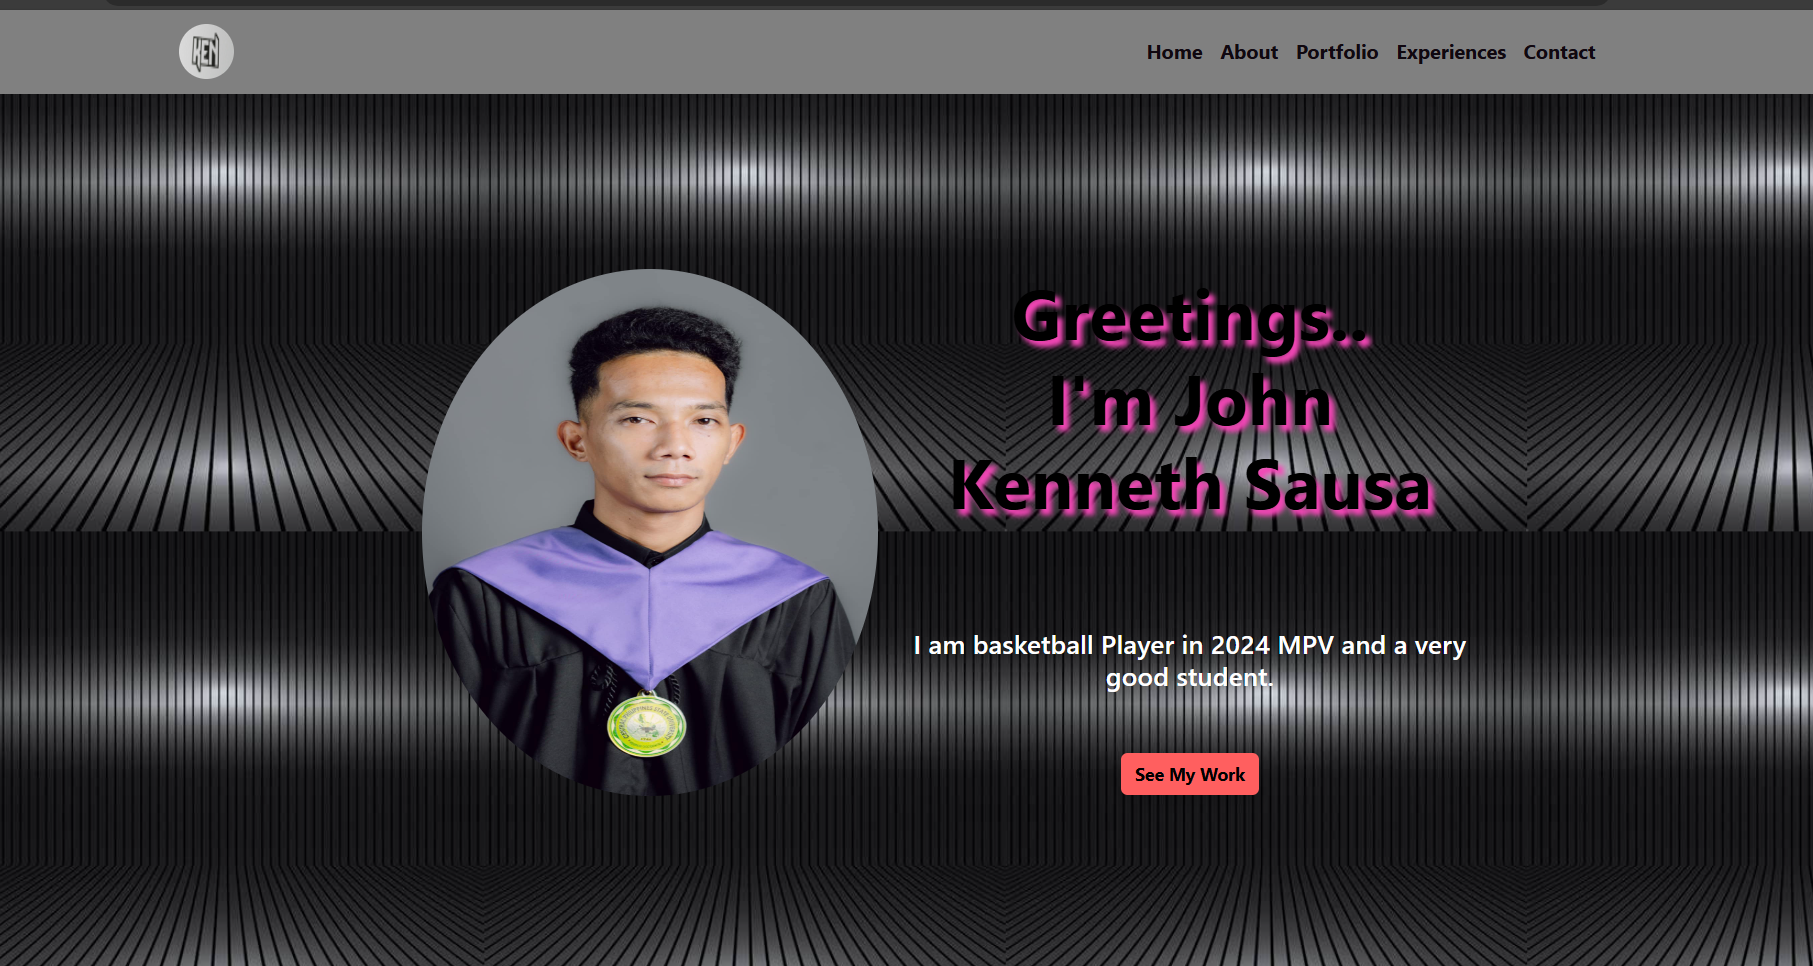 KEN
Home About Portfolio Experiences Contact
Greetings..
I'm John
Kenneth Sausa
I am basketball Player in 2024 MPV and a very
good student.
See My Work